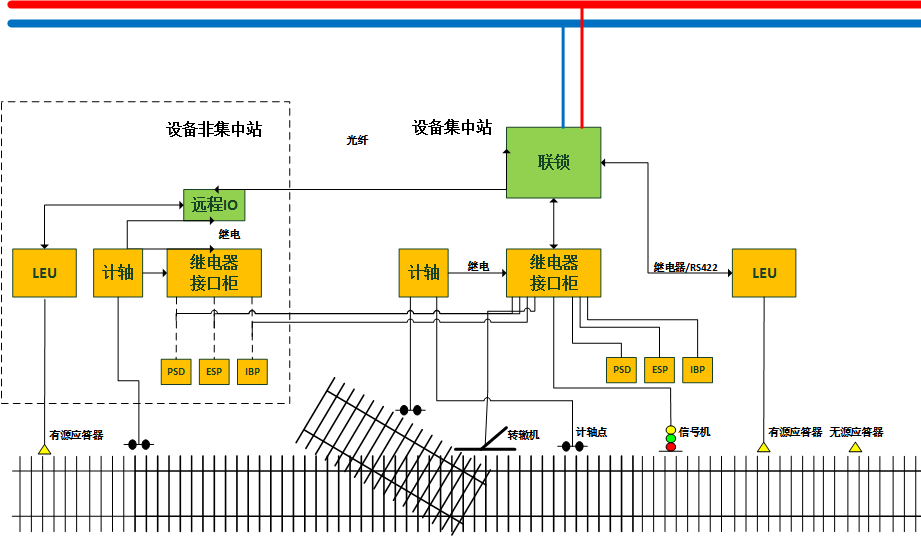 设备非集中站
光纤
设备集中站
联锁
远程IO
继电
LEU
计轴
继电器
接口柜
计轴
继电
继电器
接口柜
继电器/RS422
LEU
PSD
ESP
IBP
PSD
ESP
IBP
有源应答器
转辙机
计轴点
信号机
有源应答器
无源应答器